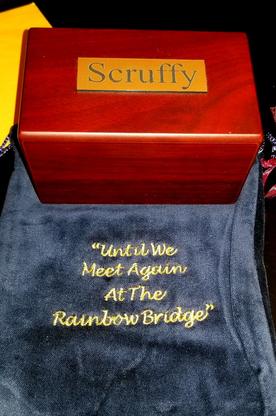 Scruffy
"Until We
Meet Again
At The
Rainbow Bridge"